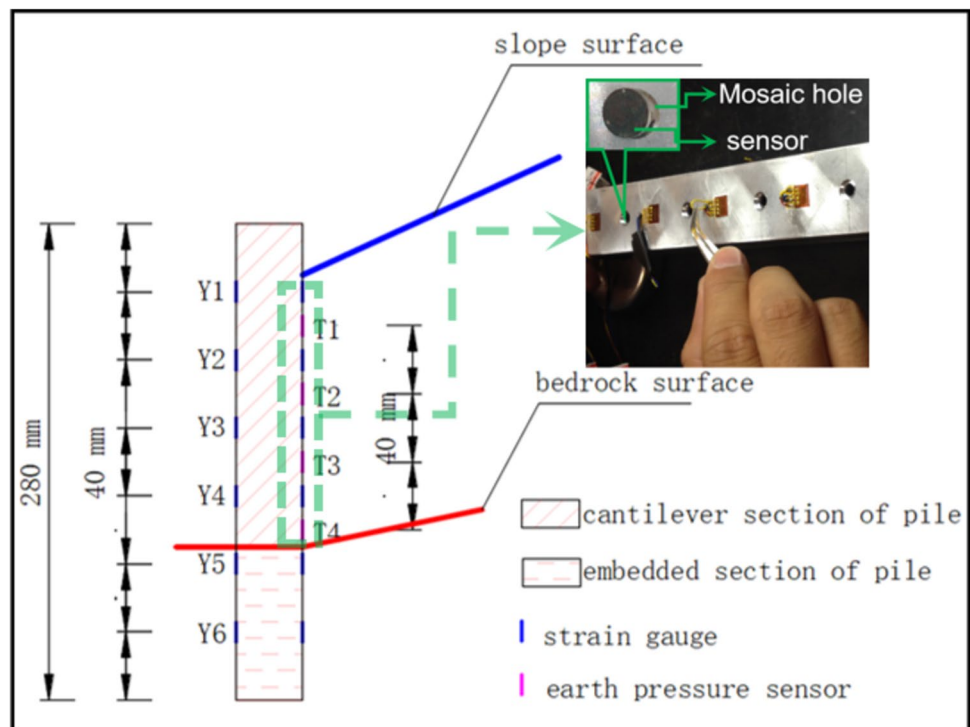 slope surface
Mosaic hole
sensor
Y1
T1
Y2
T2
bedrock surface
Y3
40 mm
280 mm
40 mm
T3
Y4
T4
cantilever section of pile
Y5
embedded section of pile
Y6
strain gauge
earth pressure sensor